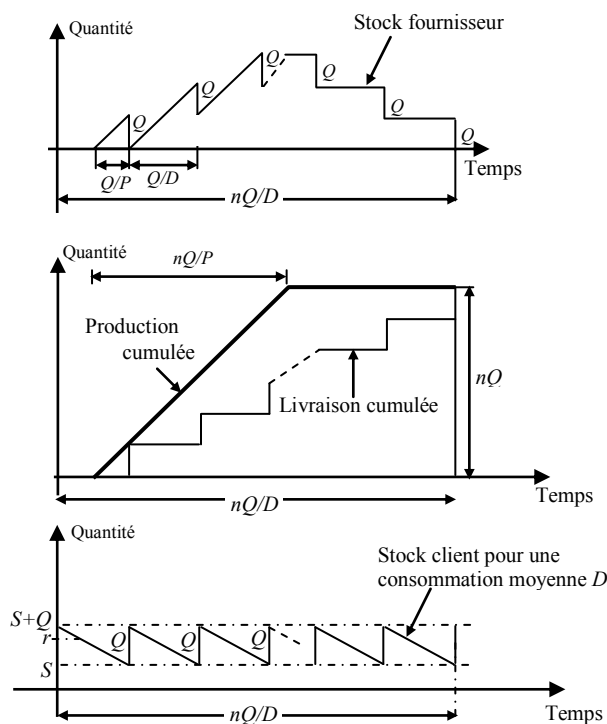 Quantité
Stock fournisseur
Q
Q
Q
Q
Q
Q
Temps
Q/P
Q/D
nQ/D
Quantité
nQ/P
Production
cumulée
nQ
Livraison cumulée
nQ/D
Temps
Quantité
Stock client pour une
consommation moyenne D
S+Q
r
Q
Q
Q
S
nQ/D
Temps